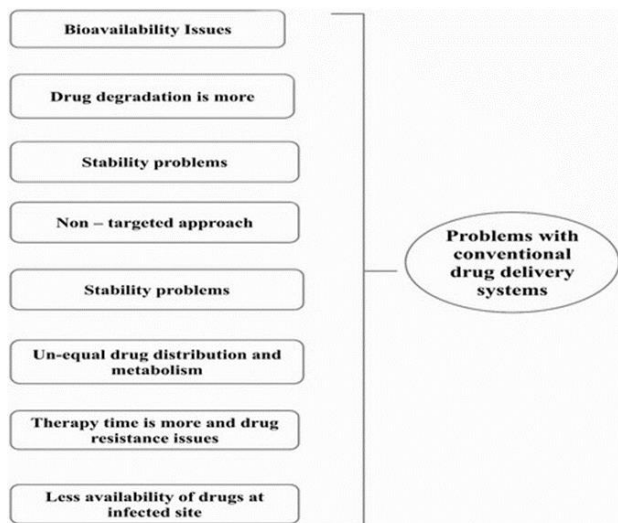 Bioavailability Issues
Drug degradation is more
Stability problems
Non – targeted approach
Stability problems
Un-equal drug distribution and
metabolism
Therapy time is more and drug
resistance issues
Less availability of drugs at
infected site
Problems with
conventional
drug delivery
systems